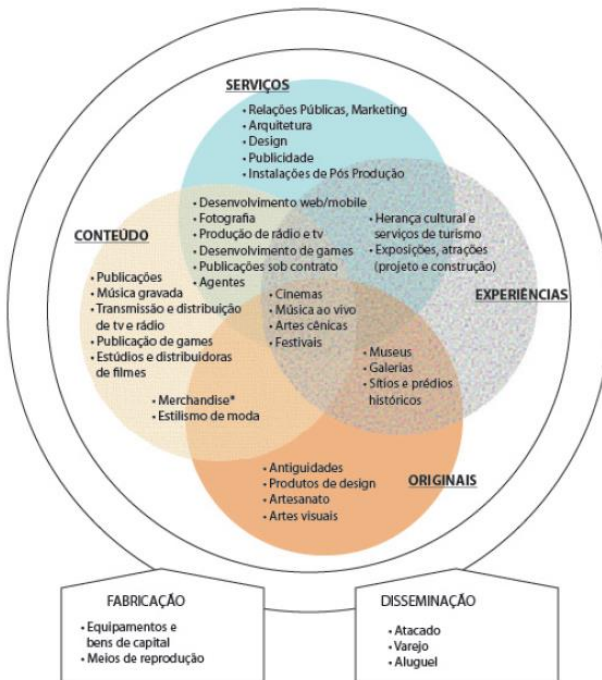 SERVIÇOS
• Relações Públicas, Marketing
• Arquitetura
• Design
• Publicidade
• Instalações de Pós Produção
• Desenvolvimento web/mobile
• Fotografia
• Produção de rádio e tv
• Desenvolvimento de games
• Publicações sob contrato
• Agentes
• Herança cultural e
serviços de turismo
• Exposições, atrações
(projeto e construção)
CONTEÚDO
• Publicações
• Música gravada
• Transmissão e distribuição
de tv e rádio
• Publicação de games
• Estúdios e distribuidoras
de filmes
EXPERIÊNCIAS
• Cinemas
• Música ao vivo
• Artes cênicas
• Festivais
• Museus
• Galerias
• Sítios e prédios
históricos
• Merchandise*
• Estilismo de moda
ORIGINAIS
• Antiguidades
• Produtos de design
• Artesanato
• Artes visuais
FABRICAÇÃO
• Equipamentos e
bens de capital
• Meios de reprodução
DISSEMINAÇÃO
• Atacado
• Varejo
• Aluguel